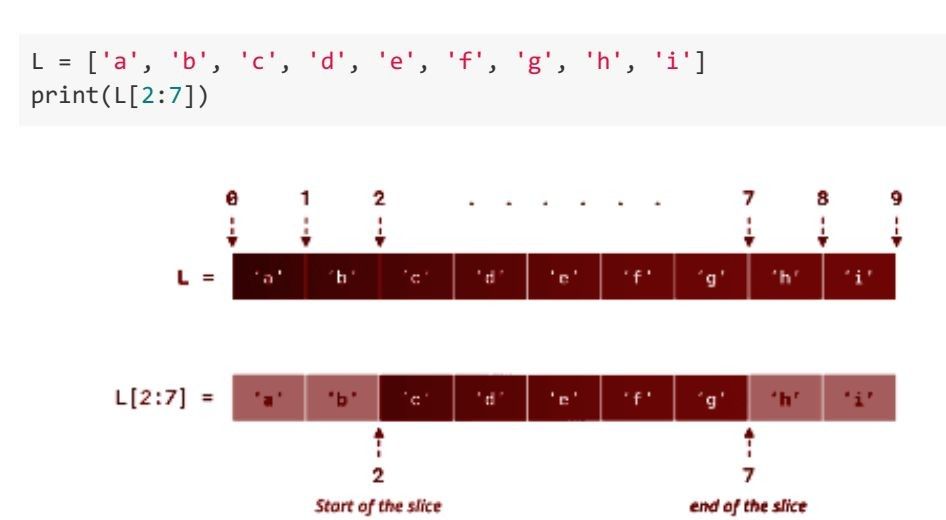 L = ['a', 'b', 'c', 'd', 'e', 'f', 'g', 'h', 'i']
print(L[2:7])
0 1 2 . . . . . . 7 8 9
L = 'a' 'b' 'c' 'd' 'e' 'f' 'g' 'h' 'i'
L[2:7] = 'a' 'b' 'c' 'd' 'e' 'f' 'g' 'h' 'i'
2 7
Start of the slice end of the slice